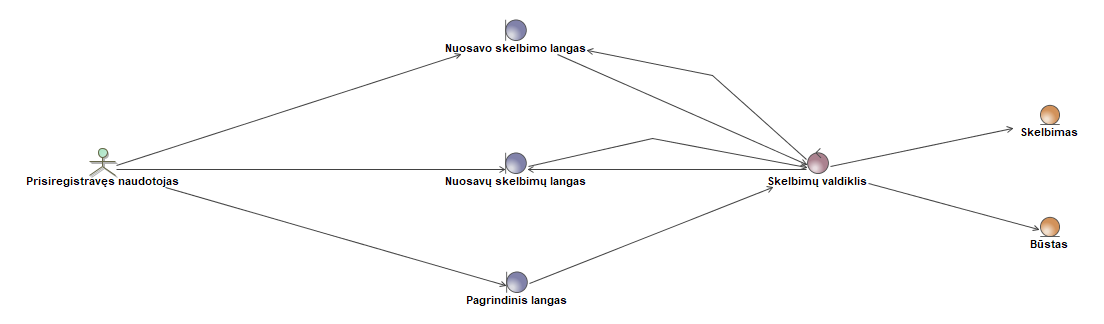 Nuosavo skelbimo langas
Skelbimas
Prisiregistravęs naudotojas
Nuosavų skelbimų langas
Skelbimų valdiklis
Būstas
Pagrindinis langas